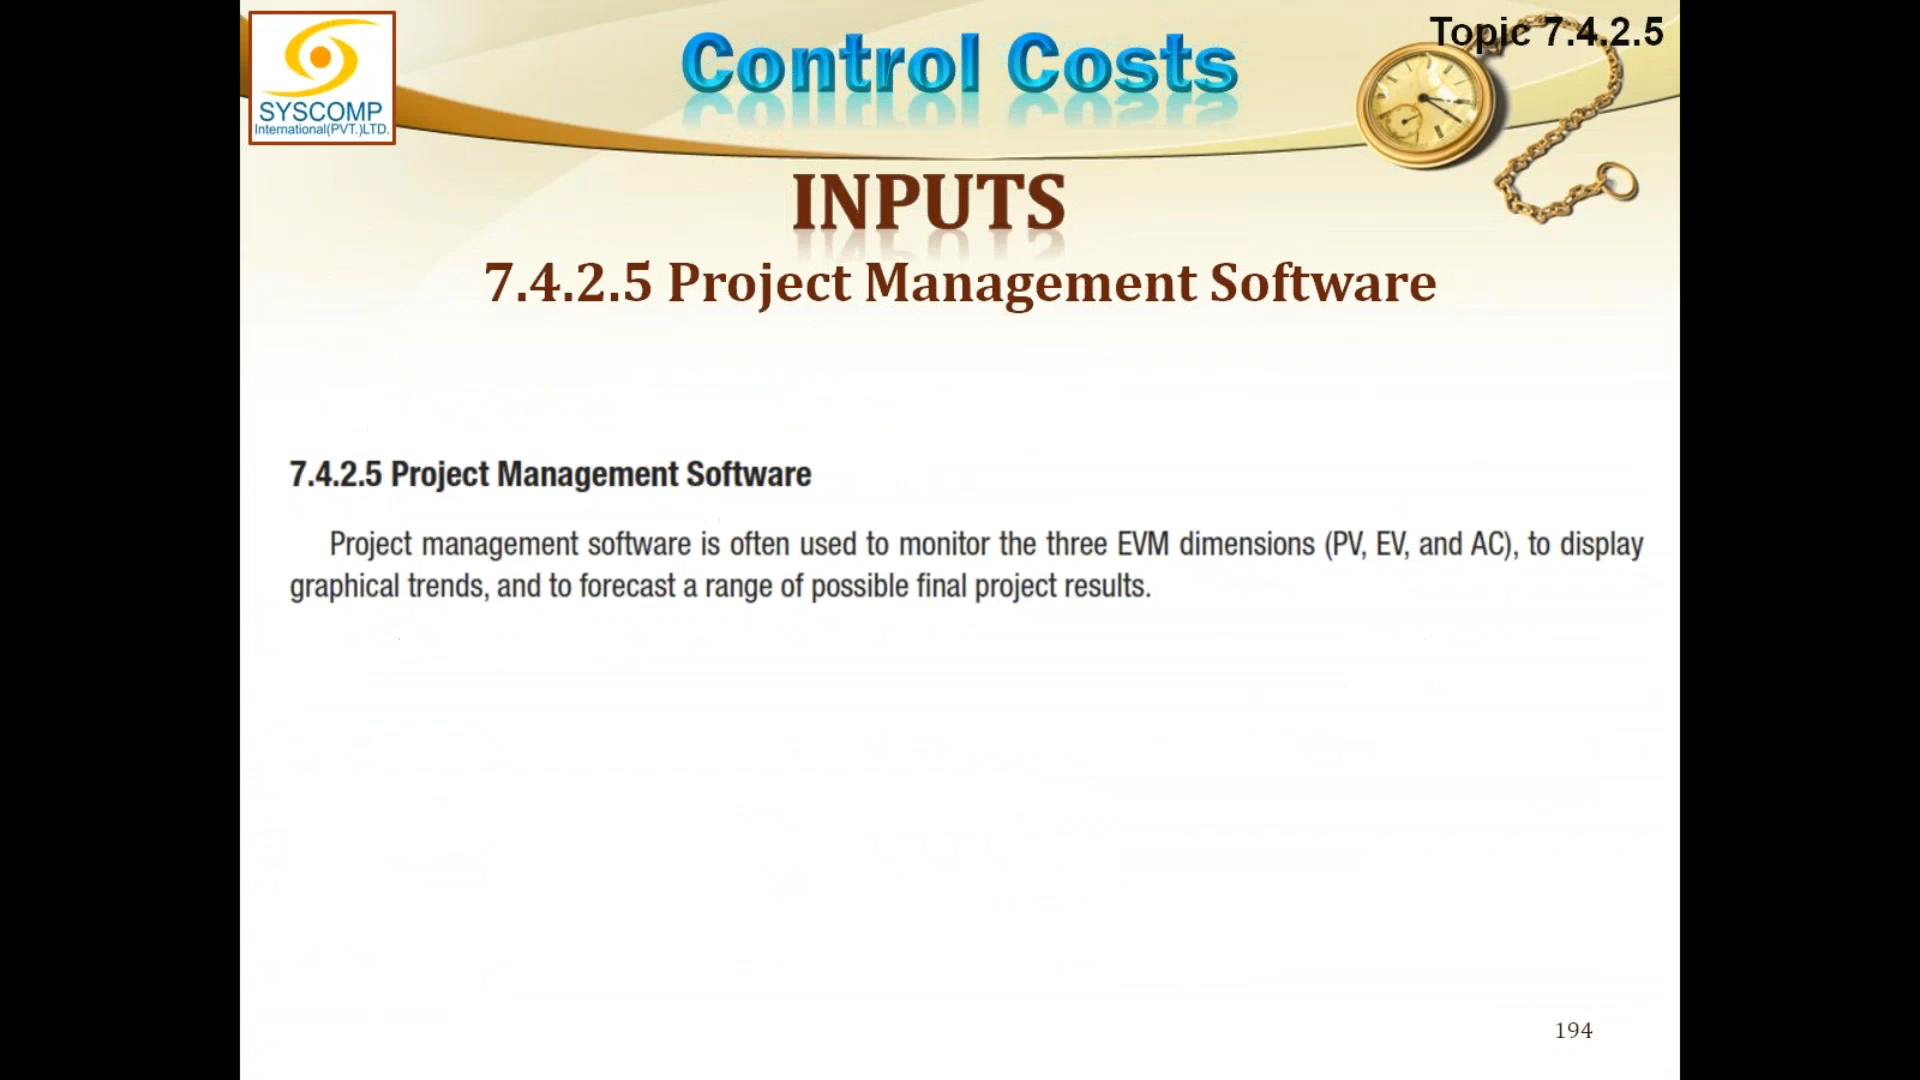 SYSCOMP
International(PVT.)LTD.
Control Costs
Topic 7.4.2.5
INPUTS
7.4.2.5 Project Management Software
7.4.2.5 Project Management Software
Project management software is often used to monitor the three EVM dimensions (PV, EV, and AC), to display
graphical trends, and to forecast a range of possible final project results.
194